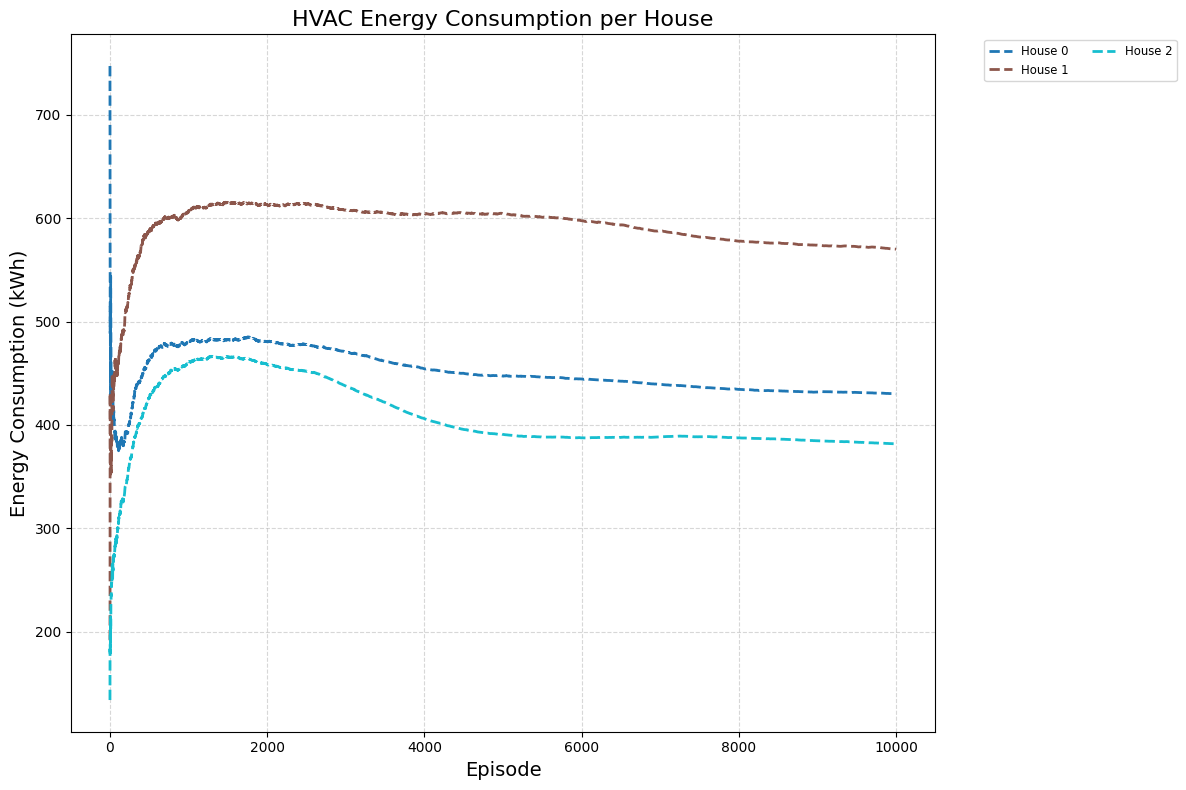 HVAC Energy Consumption per House
House 0
House 1
House 2
Energy Consumption (kWh)
700
600
500
400
300
200
0
2000
4000
6000
8000
10000
Episode